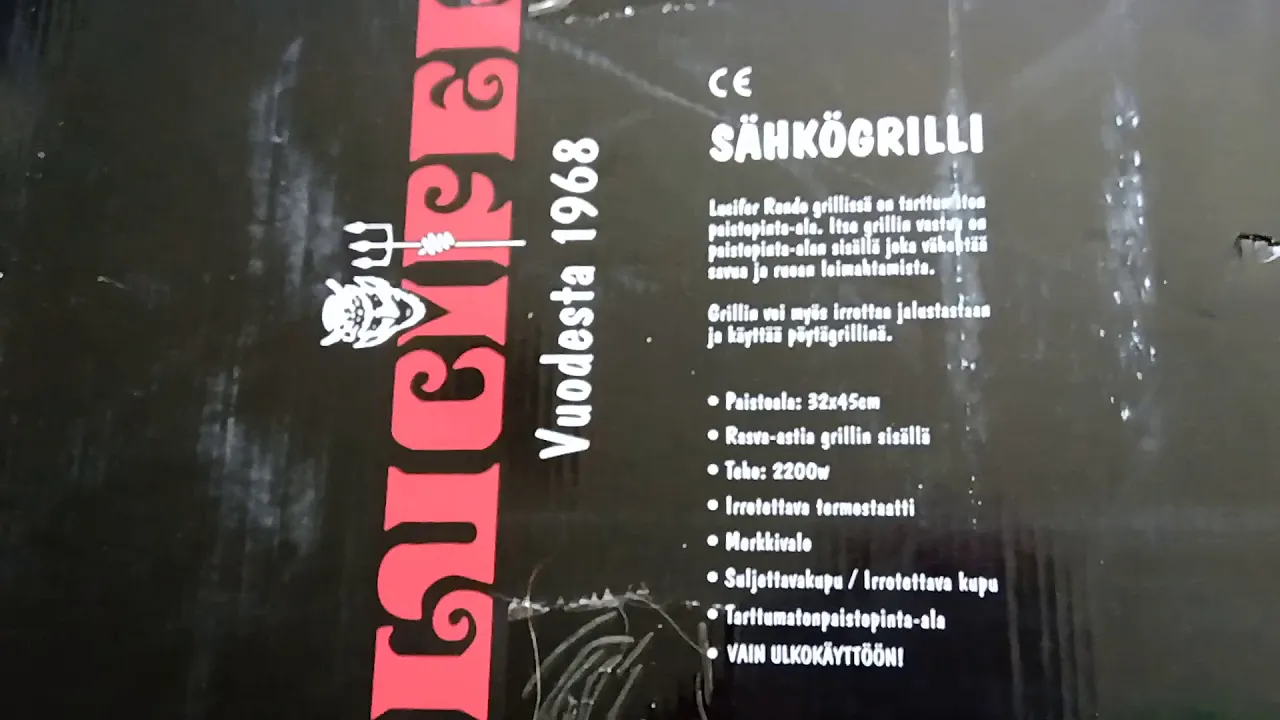 LUCIFER
Vuodesta 1968
CE
SÄHKÖGRILLI
Lucifer Rondo grillissä on tarttumaton
paistopinta-ala. Itse grillin vastus on
paistopinta-alan sisällä joka vähentää
savua ja ruoan leimahtamista.
Grillin voi myös irrottaa jalustastaan
ja käyttää pöytägrillinä.
• Paistoala: 32x45cm
• Rasva-astia grillin sisällä
• Teho: 2200w
• Irrotettava termostaatti
• Merkkivalo
• Suljettavakupu / Irrotettava kupu
• Tarttumatonpaistopinta-ala
• VAIN ULKOKÄYTTÖÖN!